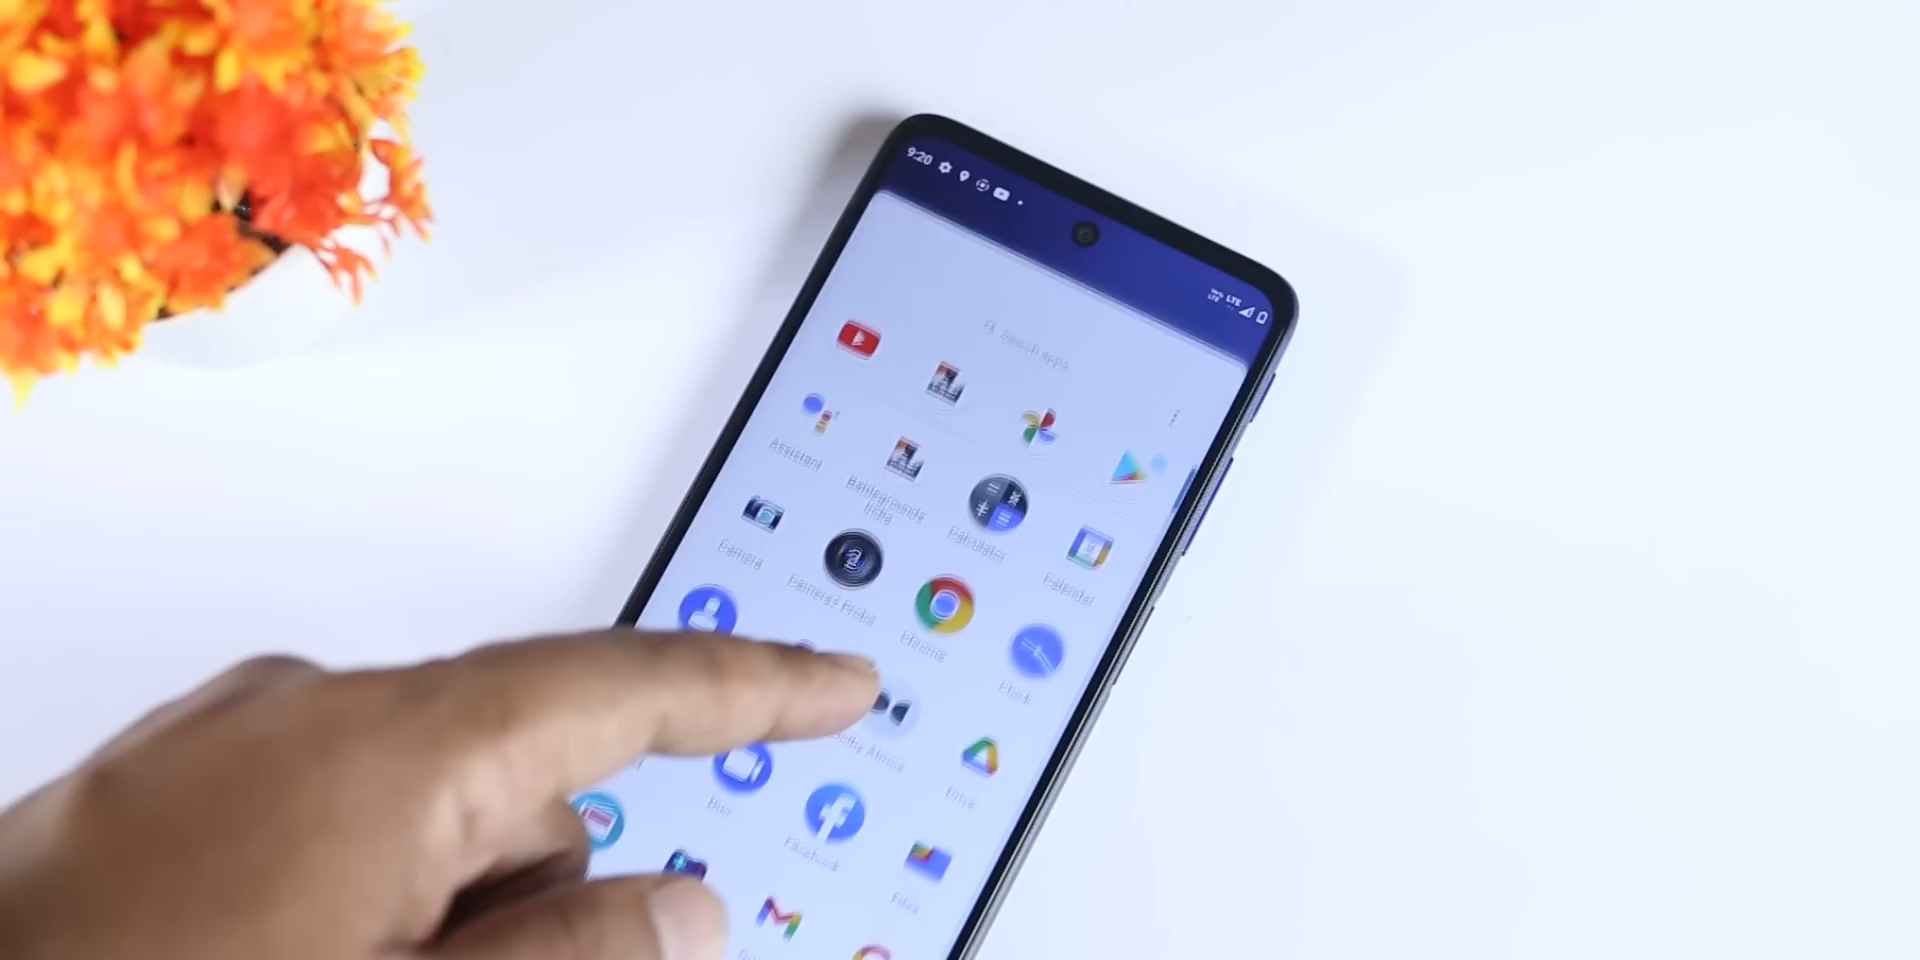 9:20
LTE
Search apps
Assistant
Battlegrounds
India
Calculator
Calendar
Camera
Camera2 Probe
Chrome
Clock
Dolby Atmos
Drive
Duo
Facebook
Files